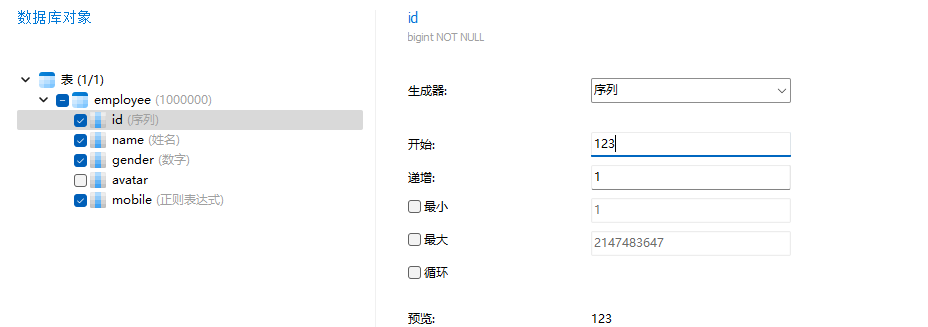 数据库对象
表 (1/1)
employee (1000000)
id (序列)
name (姓名)
gender (数字)
avatar
mobile (正则表达式)
id
bigint NOT NULL
生成器: 序列
开始: 123
递增: 1
最小 1
最大 2147483647
循环
预览: 123